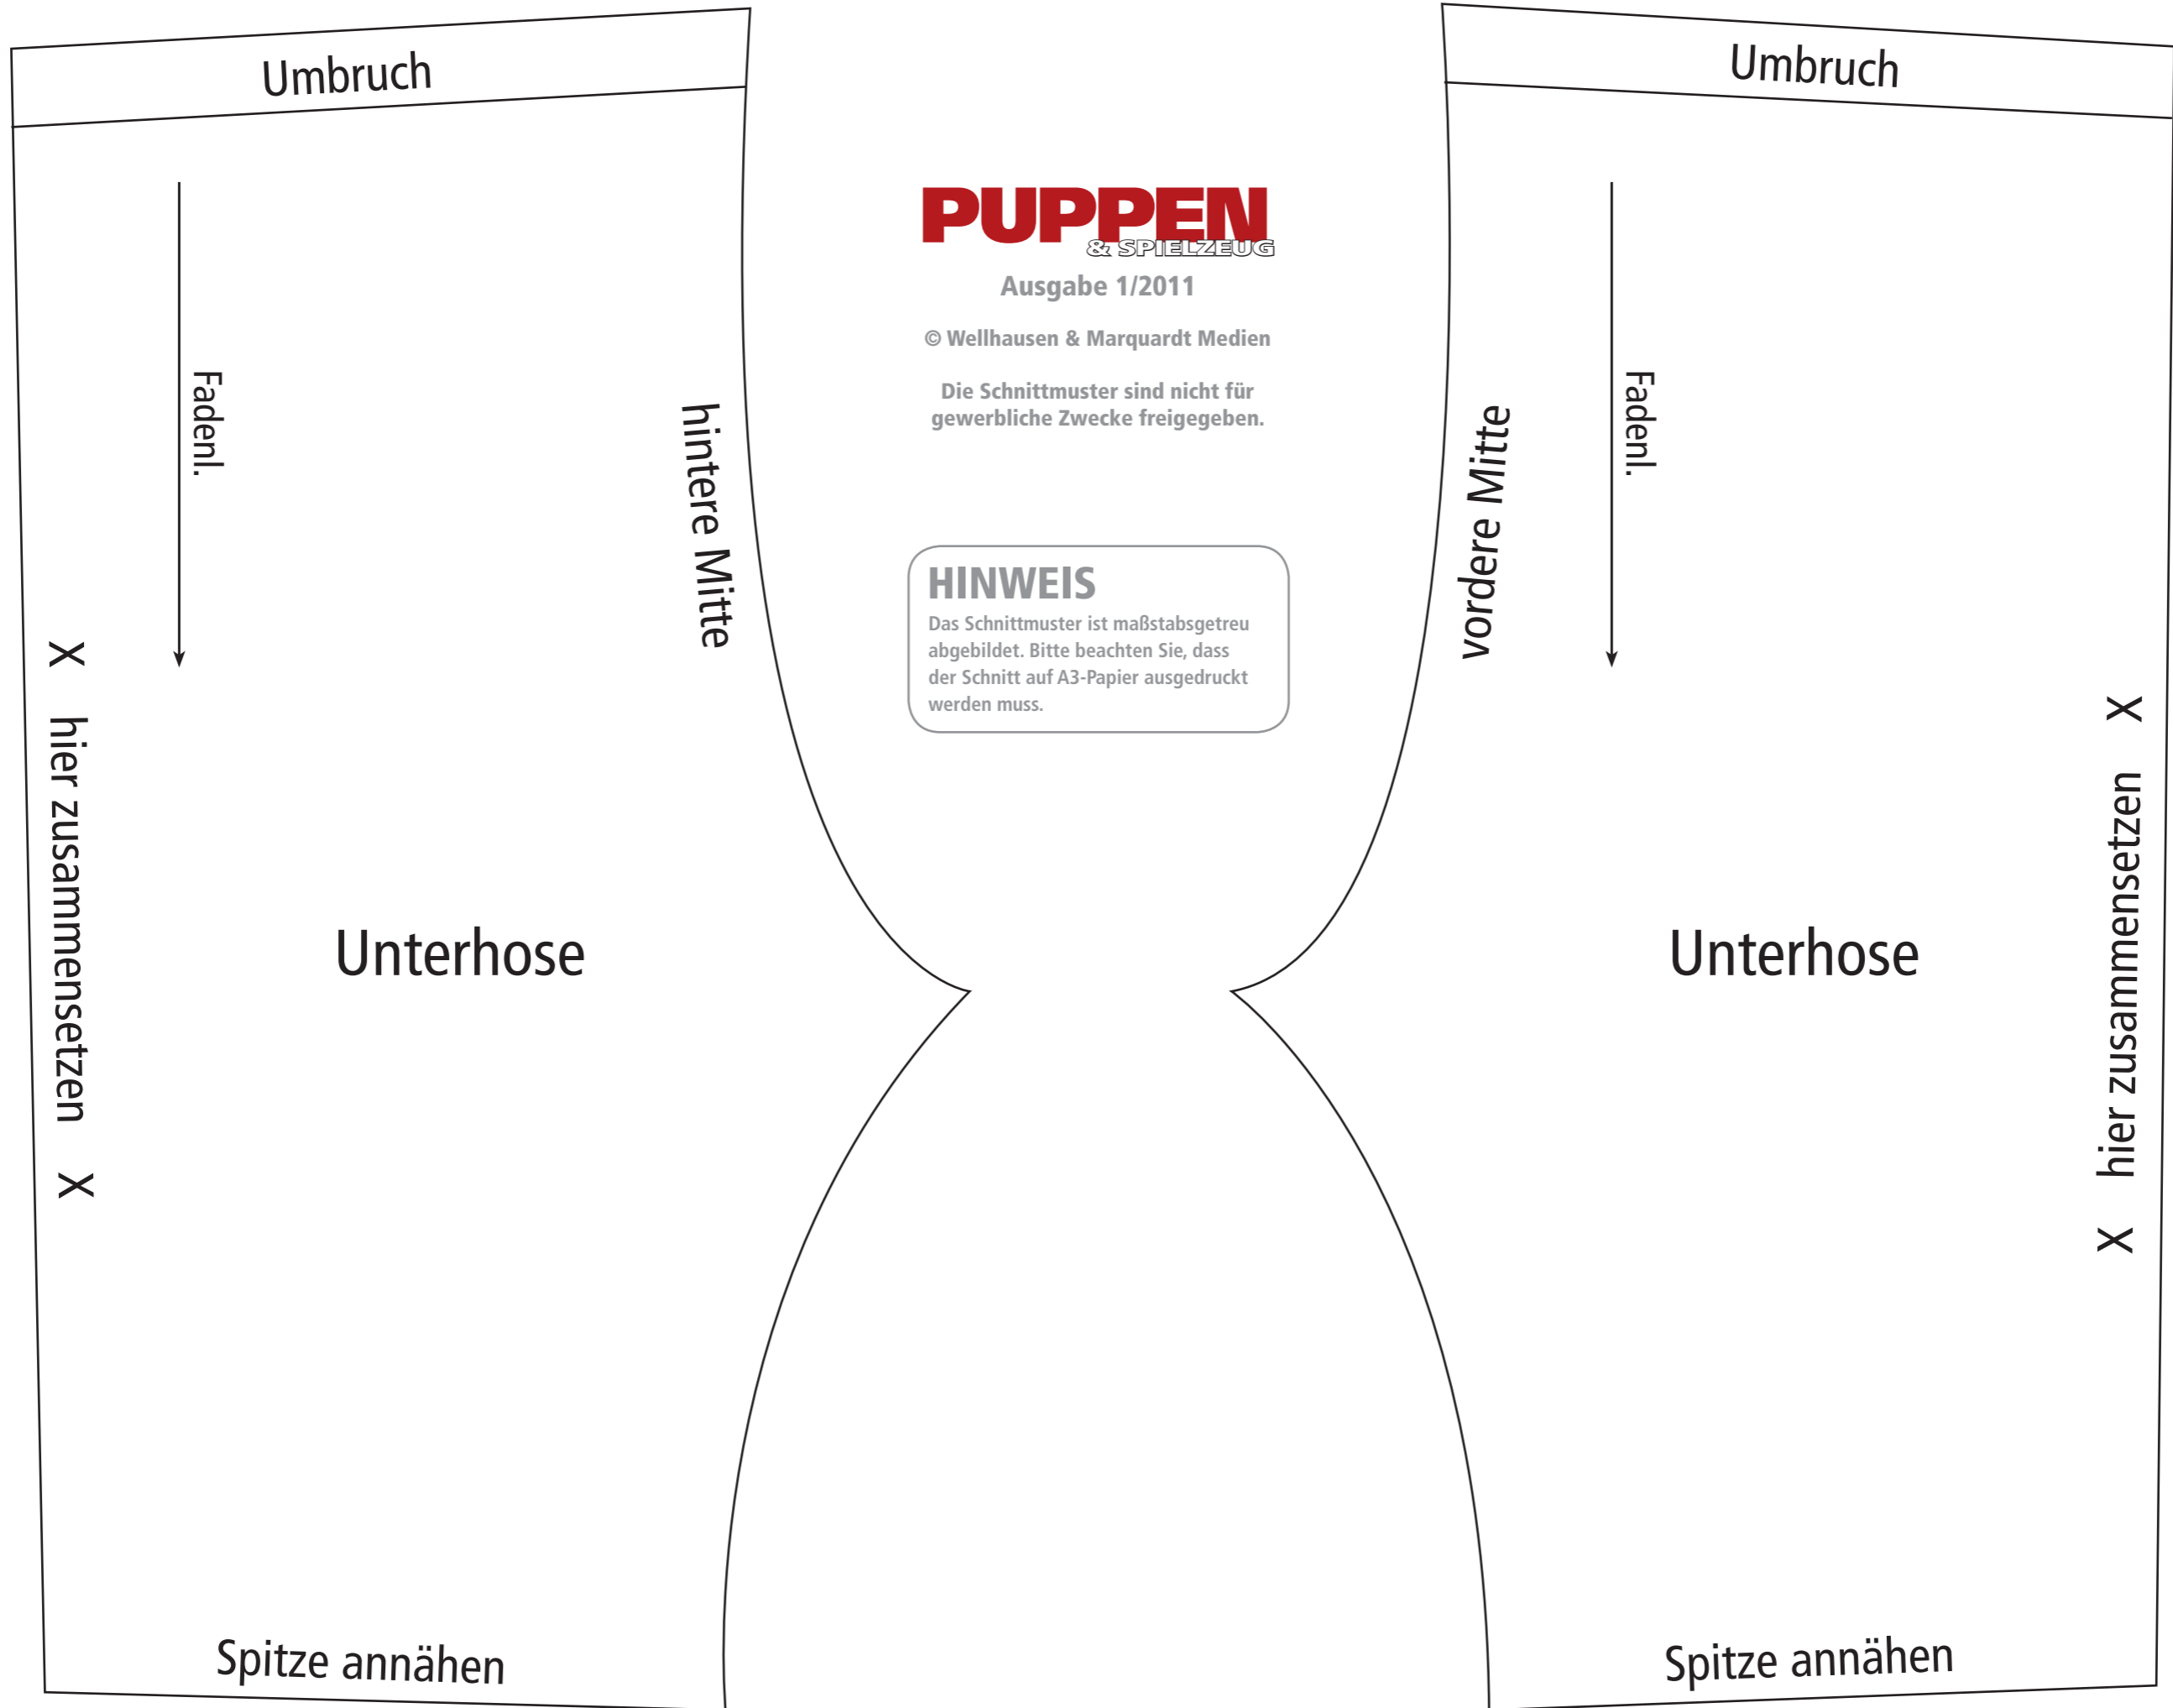 Umbruch
Fadenl.
hintere Mitte
X hier zusammensetzen X
Unterhose
Spitze annähen
PUPPEN
& SPIELZEUG
Ausgabe 1/2011
© Wellhausen & Marquardt Medien
Die Schnittmuster sind nicht für
gewerbliche Zwecke freigegeben.
HINWEIS
Das Schnittmuster ist maßstabsgetreu
abgebildet. Bitte beachten Sie, dass
der Schnitt auf A3-Papier ausgedruckt
werden muss.
Umbruch
vordere Mitte
Fadenl.
X hier zusammensetzen X
Unterhose
Spitze annähen